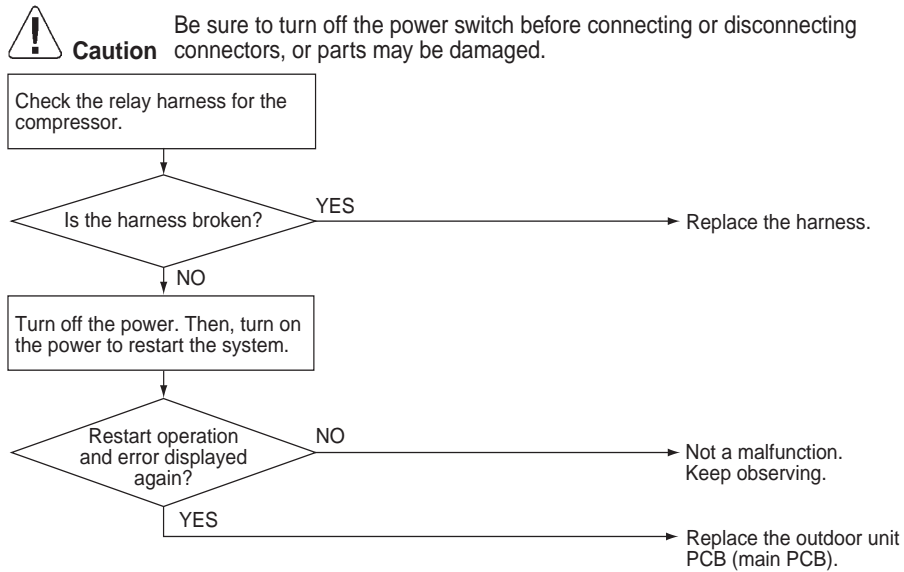 Be sure to turn off the power switch before connecting or disconnecting
Caution connectors, or parts may be damaged.
Check the relay harness for the
compressor.
Is the harness broken?
YES
Replace the harness.
NO
Turn off the power. Then, turn on
the power to restart the system.
Restart operation
and error displayed
again?
NO
Not a malfunction.
Keep observing.
YES
Replace the outdoor unit
PCB (main PCB).